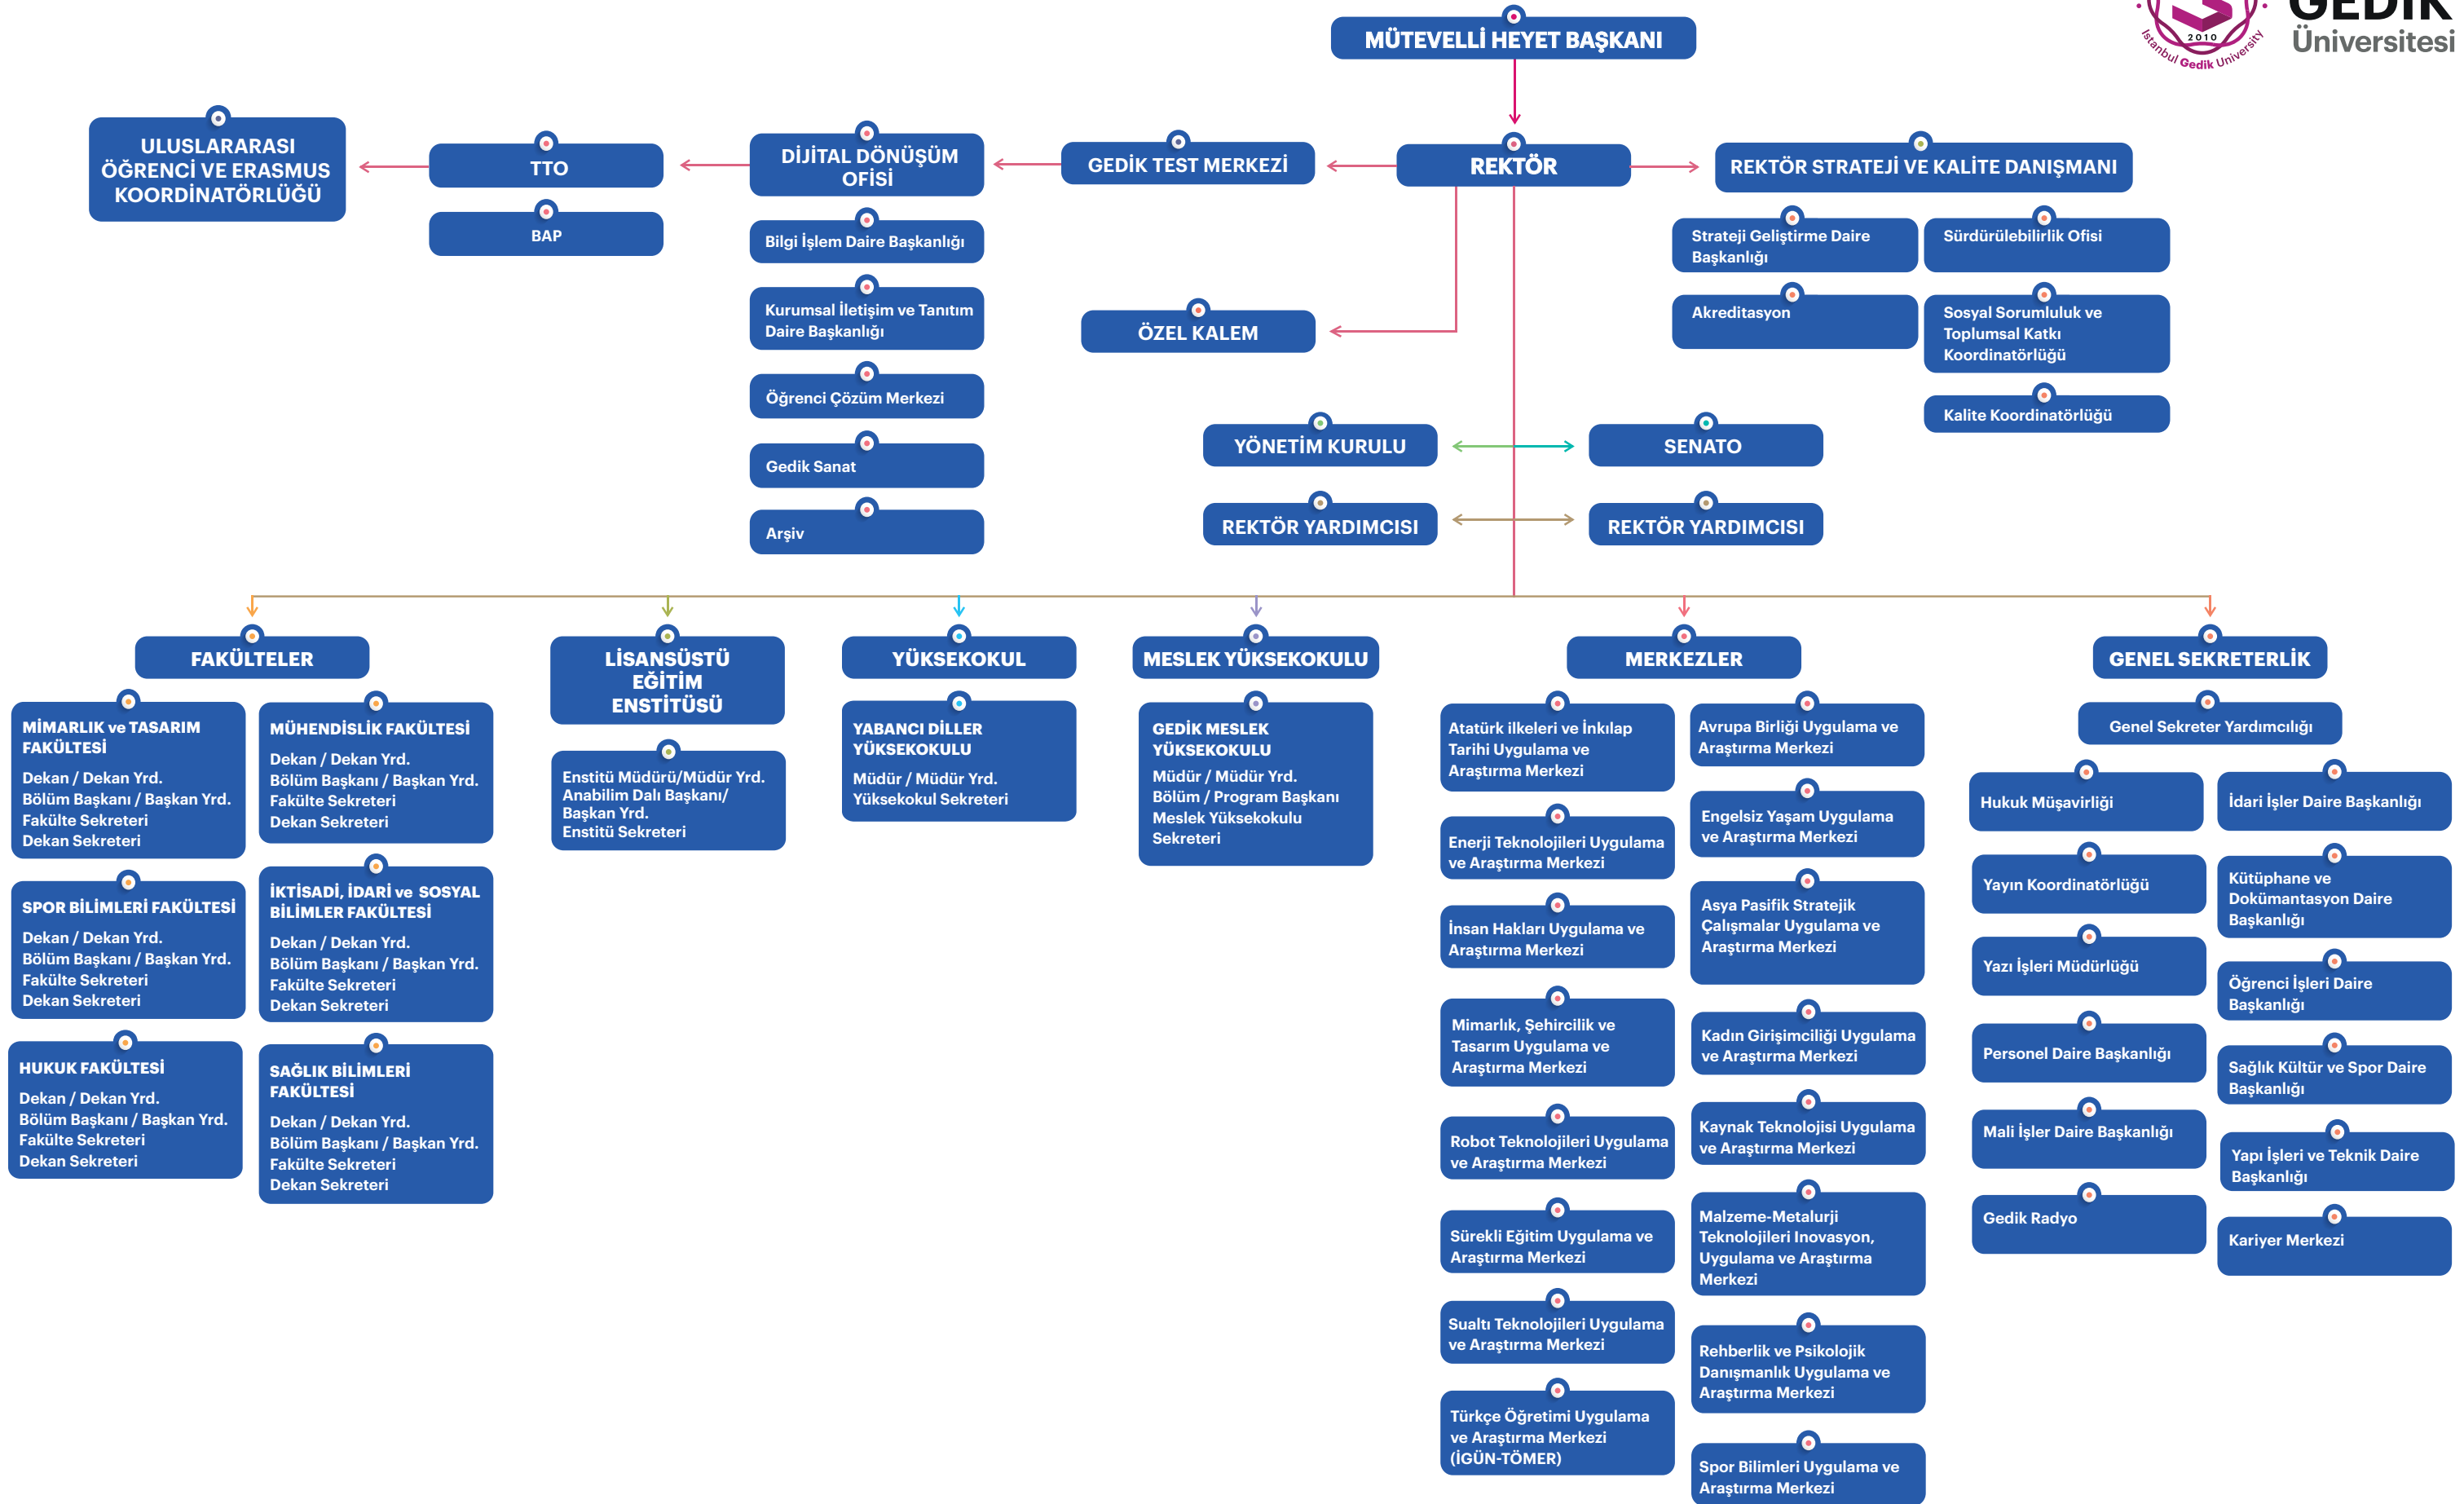 MÜTEVELLİ HEYET BAŞKANI
2010
Istanbul Gedik University
GEDİK
Üniversitesi
ULUSLARARASI
ÖĞRENCİ VE ERASMUS
KOORDİNATÖRLÜĞÜ
TTO
BAP
DİJİTAL DÖNÜŞÜM
OFİSİ
Bilgi İşlem Daire Başkanlığı
Kurumsal İletişim ve Tanıtım
Daire Başkanlığı
Öğrenci Çözüm Merkezi
Gedik Sanat
Arşiv
GEDİK TEST MERKEZİ
REKTÖR
REKTÖR STRATEJİ VE KALİTE DANIŞMANI
Strateji Geliştirme Daire
Başkanlığı
Akreditasyon
Sürdürülebilirlik Ofisi
Sosyal Sorumluluk ve
Toplumsal Katkı
Koordinatörlüğü
Kalite Koordinatörlüğü
ÖZEL KALEM
YÖNETİM KURULU
SENATO
REKTÖR YARDIMCISI
REKTÖR YARDIMCISI
FAKÜLTELER
MİMARLIK ve TASARIM
FAKÜLTESİ
Dekan / Dekan Yrd.
Bölüm Başkanı / Başkan Yrd.
Fakülte Sekreteri
Dekan Sekreteri
SPOR BİLİMLERİ FAKÜLTESİ
Dekan / Dekan Yrd.
Bölüm Başkanı / Başkan Yrd.
Fakülte Sekreteri
Dekan Sekreteri
HUKUK FAKÜLTESİ
Dekan / Dekan Yrd.
Bölüm Başkanı / Başkan Yrd.
Fakülte Sekreteri
Dekan Sekreteri
MÜHENDİSLİK FAKÜLTESİ
Dekan / Dekan Yrd.
Bölüm Başkanı / Başkan Yrd.
Fakülte Sekreteri
Dekan Sekreteri
İKTİSADİ, İDARİ ve SOSYAL
BİLİMLER FAKÜLTESİ
Dekan / Dekan Yrd.
Bölüm Başkanı / Başkan Yrd.
Fakülte Sekreteri
Dekan Sekreteri
SAĞLIK BİLİMLERİ
FAKÜLTESİ
Dekan / Dekan Yrd.
Bölüm Başkanı / Başkan Yrd.
Fakülte Sekreteri
Dekan Sekreteri
LİSANSÜSTÜ
EĞİTİM
ENSTİTÜSÜ
Enstitü Müdürü/Müdür Yrd.
Anabilim Dalı Başkanı/
Başkan Yrd.
Enstitü Sekreteri
YÜKSEKOKUL
YABANCI DİLLER
YÜKSEKOKULU
Müdür / Müdür Yrd.
Yüksekokul Sekreteri
MESLEK YÜKSEKOKULU
GEDİK MESLEK
YÜKSEKOKULU
Müdür / Müdür Yrd.
Bölüm / Program Başkanı
Meslek Yüksekokulu
Sekreteri
MERKEZLER
Atatürk ilkeleri ve İnkılap
Tarihi Uygulama ve
Araştırma Merkezi
Enerji Teknolojileri Uygulama
ve Araştırma Merkezi
İnsan Hakları Uygulama ve
Araştırma Merkezi
Mimarlık, Şehircilik ve
Tasarım Uygulama ve
Araştırma Merkezi
Robot Teknolojileri Uygulama
ve Araştırma Merkezi
Sürekli Eğitim Uygulama ve
Araştırma Merkezi
Sualtı Teknolojileri Uygulama
ve Araştırma Merkezi
Türkçe Öğretimi Uygulama
ve Araştırma Merkezi
(İGÜN-TÖMER)
Avrupa Birliği Uygulama ve
Araştırma Merkezi
Engelsiz Yaşam Uygulama
ve Araştırma Merkezi
Asya Pasifik Stratejik
Çalışmalar Uygulama ve
Araştırma Merkezi
Kadın Girişimciliği Uygulama
ve Araştırma Merkezi
Kaynak Teknolojisi Uygulama
ve Araştırma Merkezi
Malzeme-Metalurji
Teknolojileri Inovasyon,
Uygulama ve Araştırma
Merkezi
Rehberlik ve Psikolojik
Danışmanlık Uygulama ve
Araştırma Merkezi
Spor Bilimleri Uygulama ve
Araştırma Merkezi
GENEL SEKRETERLİK
Genel Sekreter Yardımcılığı
Hukuk Müşavirliği
Yayın Koordinatörlüğü
Yazı İşleri Müdürlüğü
Personel Daire Başkanlığı
Mali İşler Daire Başkanlığı
Gedik Radyo
İdari İşler Daire Başkanlığı
Kütüphane ve
Dokümantasyon Daire
Başkanlığı
Öğrenci İşleri Daire
Başkanlığı
Sağlık Kültür ve Spor Daire
Başkanlığı
Yapı İşleri ve Teknik Daire
Başkanlığı
Kariyer Merkezi